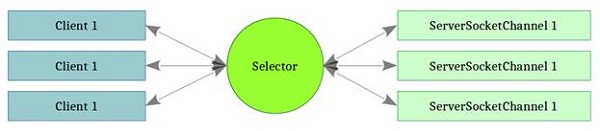 Client 1
ServerSocketChannel 1
Client 1
Selector
ServerSocketChannel 1
Client 1
ServerSocketChannel 1